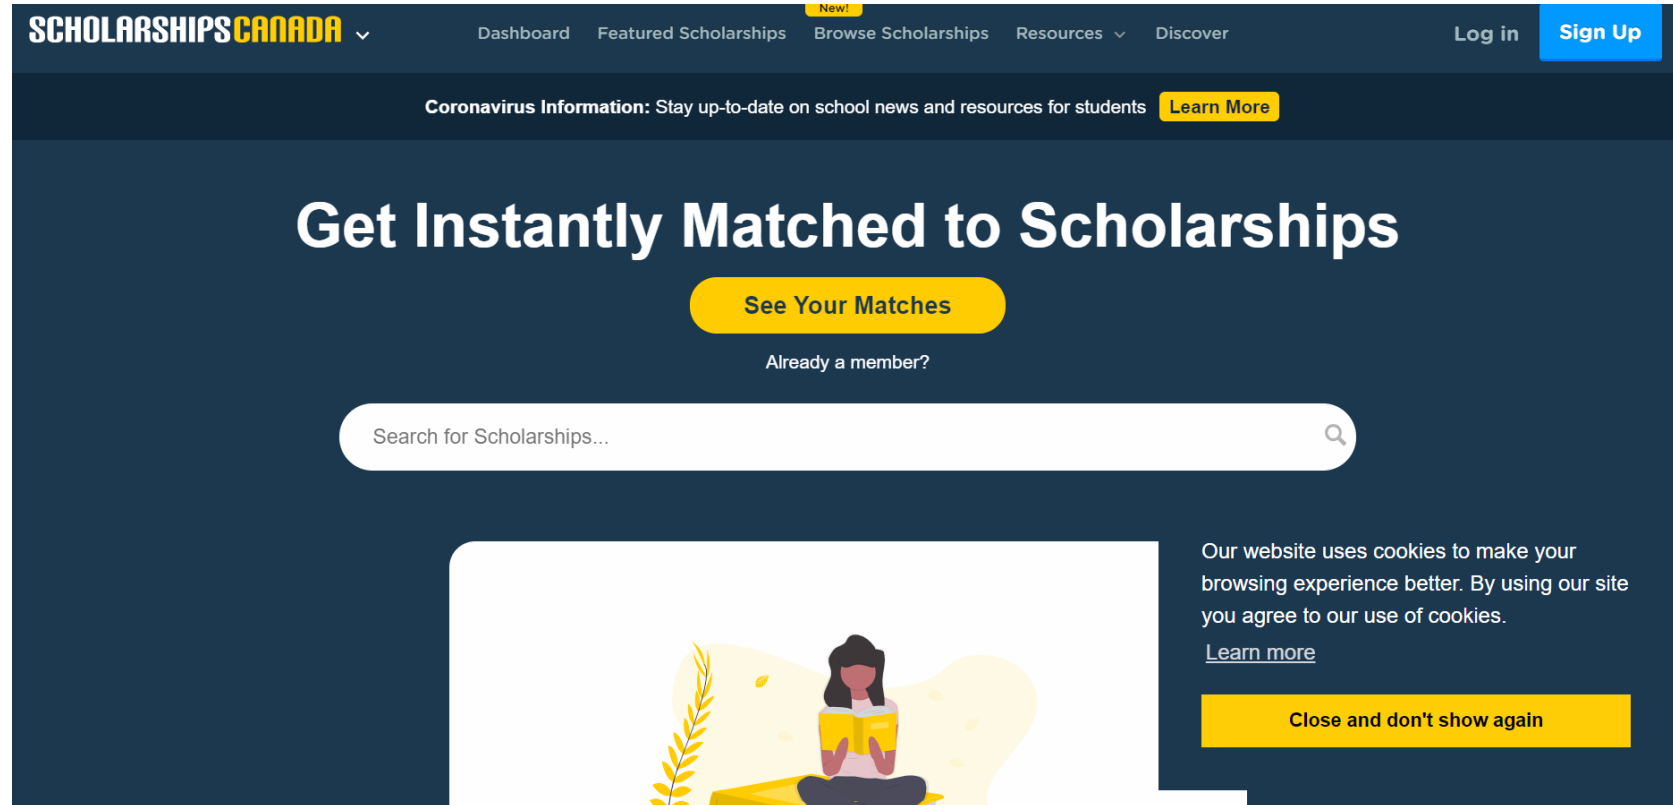 New!
SCHOLARSHIPSCANADA Dashboard Featured Scholarships Browse Scholarships Resources Discover Log in Sign Up
Coronavirus Information: Stay up-to-date on school news and resources for students Learn More
Get Instantly Matched to Scholarships
See Your Matches
Already a member?
Search for Scholarships...
Our website uses cookies to make your
browsing experience better. By using our site
you agree to our use of cookies.
Learn more
Close and don't show again